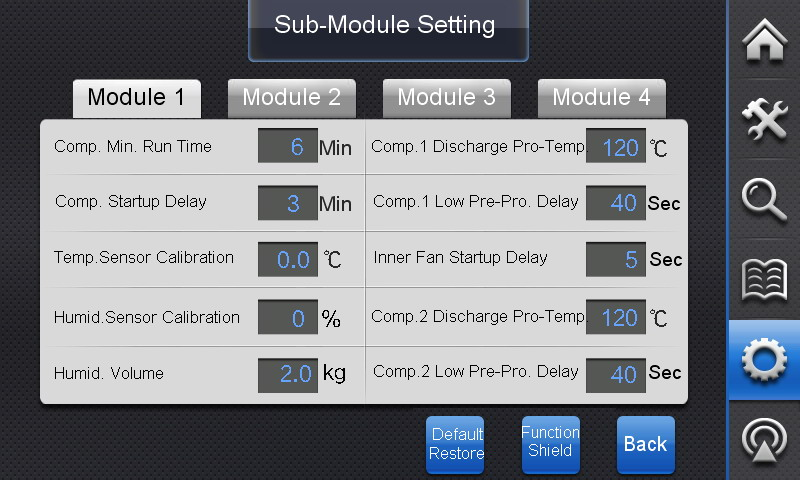 Sub-Module Setting
Module 1 Module 2 Module 3 Module 4
Comp. Min. Run Time 6 Min Comp.1 Discharge Pro-Temp 120 ℃
Comp. Startup Delay 3 Min Comp.1 Low Pre-Pro. Delay 40 Sec
Temp.Sensor Calibration 0.0 ℃ Inner Fan Startup Delay 5 Sec
Humid.Sensor Calibration 0 % Comp.2 Discharge Pro-Temp 120 ℃
Humid. Volume 2.0 kg Comp.2 Low Pre-Pro. Delay 40 Sec
Default
Restore
Function
Shield
Back